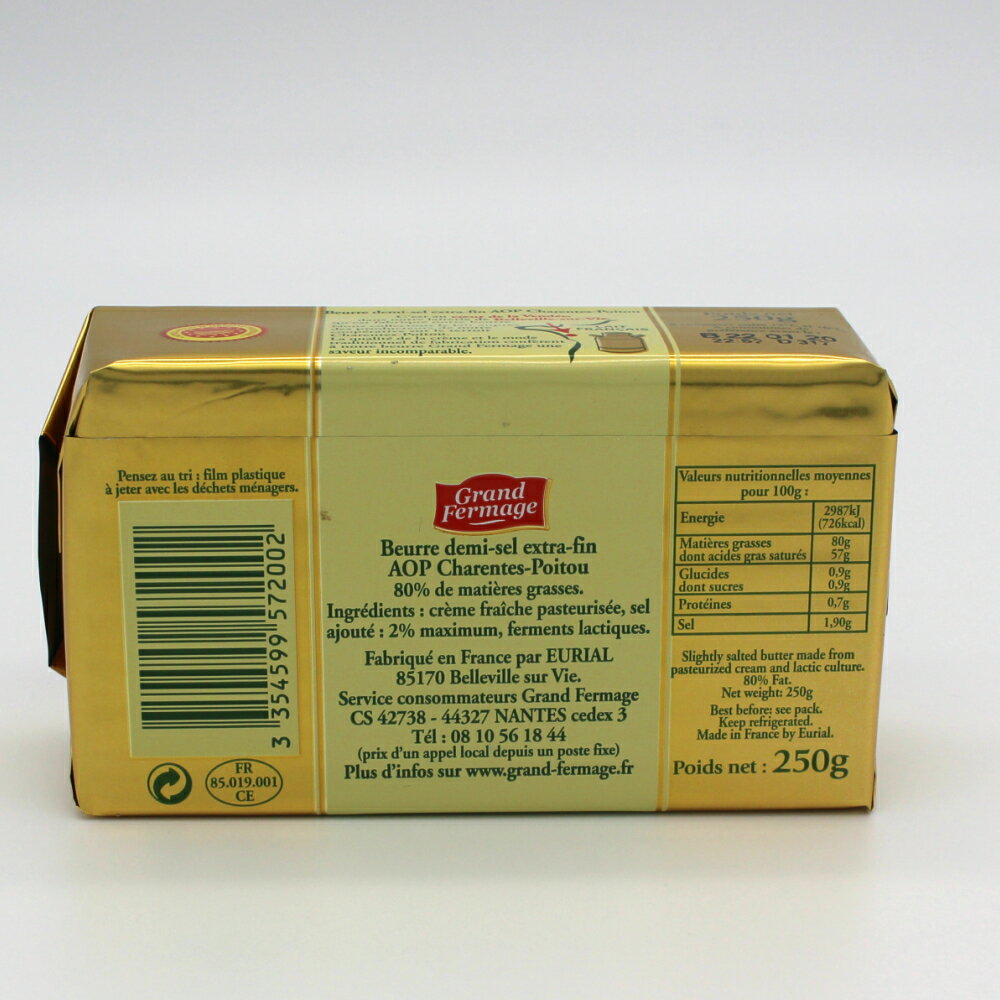 Beurre demi-sel extra-fin AOP Charentes-Poitou
cœur de la Vendée
La qualité de la crème et le mode
Grand Fermage une
saveur incomparable.
250g
Pensez au tri : film plastique
à jeter avec les déchets ménagers.
3 354599 572002
FR
85.019.001
CE
Grand
Fermage
Beurre demi-sel extra-fin
AOP Charentes-Poitou
80% de matières grasses.
Ingrédients : crème fraîche pasteurisée, sel
ajouté : 2% maximum, ferments lactiques.
Fabriqué en France par EURIAL
85170 Belleville sur Vie.
Service consommateurs Grand Fermage
CS 42738 - 44327 NANTES cedex 3
Tél : 08 10 56 18 44
(prix d'un appel local depuis un poste fixe)
Plus d'infos sur www.grand-fermage.fr
Valeurs nutritionnelles moyennes
pour 100g :
Energie 2987kJ
(726kcal)
Matières grasses 80g
dont acides gras saturés 57g
Glucides 0,9g
dont sucres 0,9g
Protéines 0,7g
Sel 1,90g
Slightly salted butter made from
pasteurized cream and lactic culture.
80% Fat.
Net weight: 250g
Best before: see pack.
Keep refrigerated.
Made in France by Eurial.
Poids net : 250g